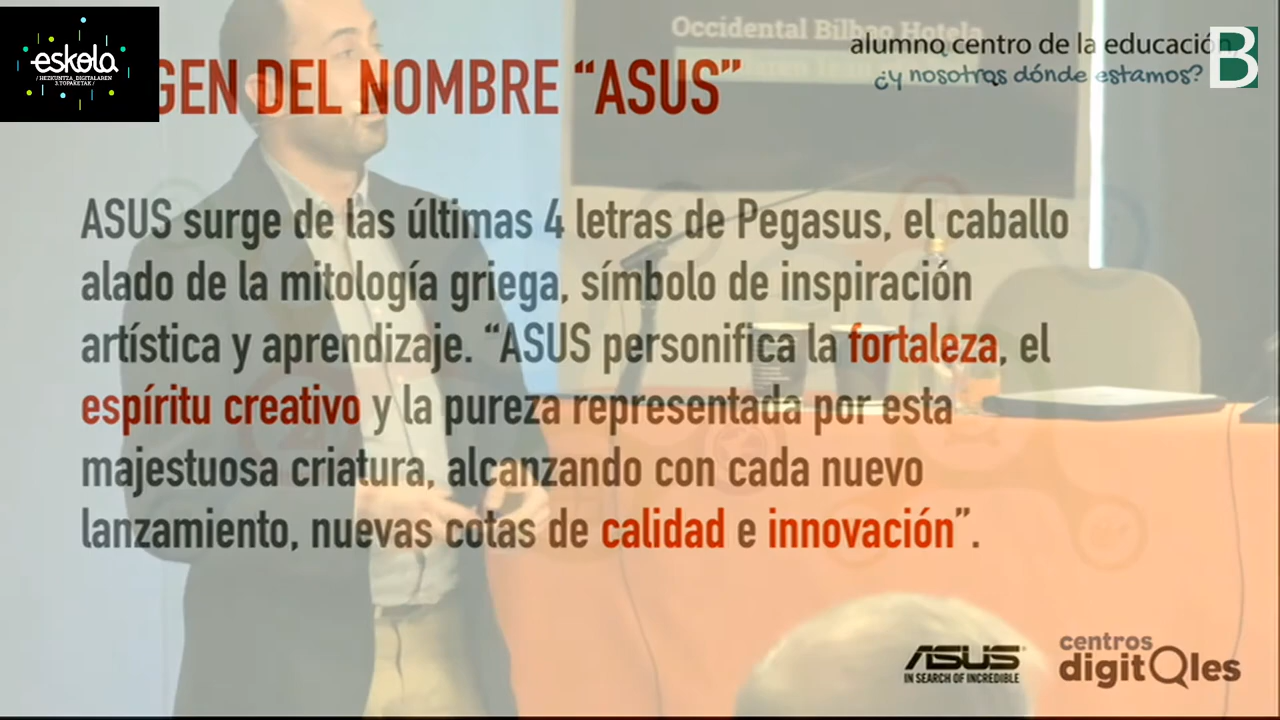 eskola
/ HEZKUNTZA_DIGITALAREN
3.TOPAKETAK /
Occidental Bilbao Hotela
alumno, centro de la educación,
¿y nosotros dónde estamos?
B
GEN DEL NOMBRE “ASUS”
ASUS surge de las últimas 4 letras de Pegasus, el caballo
alado de la mitología griega, símbolo de inspiración
artística y aprendizaje. “ASUS personifica la fortaleza, el
espíritu creativo y la pureza representada por esta
majestuosa criatura, alcanzando con cada nuevo
lanzamiento, nuevas cotas de calidad e innovación”.
ASUS
IN SEARCH OF INCREDIBLE
centros
digitales